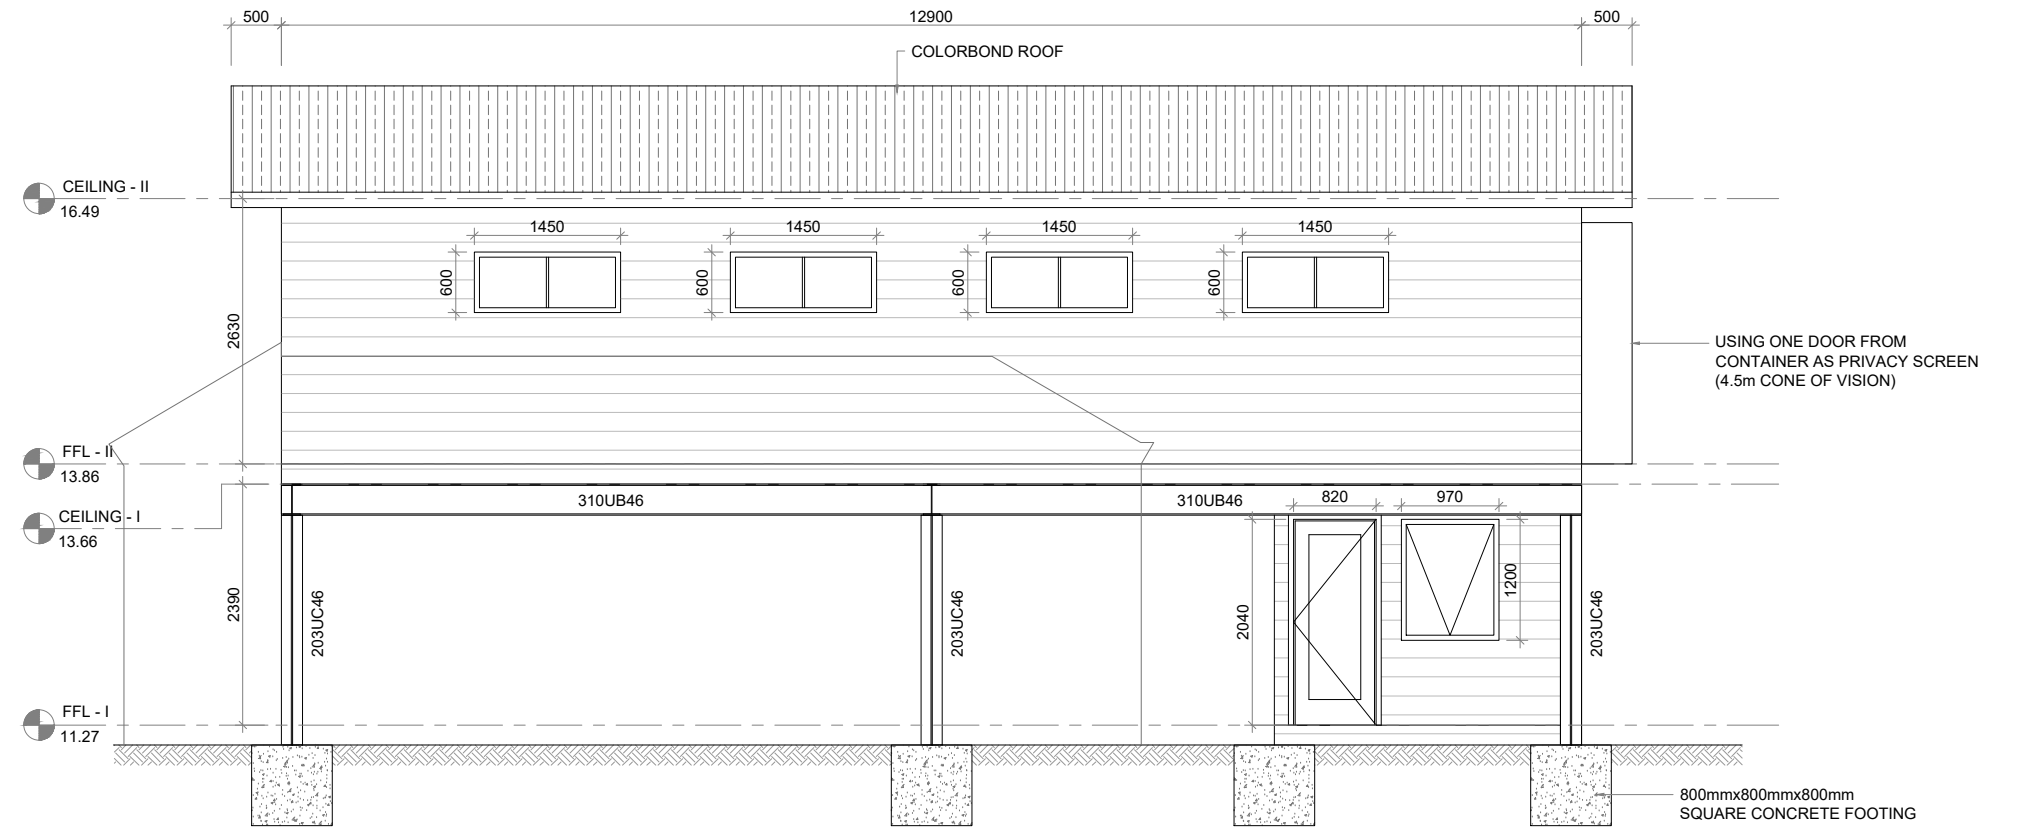 500
12900
500
COLORBOND ROOF
CEILING - II
16.49
1450
1450
1450
1450
600
600
600
600
2630
USING ONE DOOR FROM
CONTAINER AS PRIVACY SCREEN
(4.5m CONE OF VISION)
FFL - II
13.86
CEILING - I
13.66
310UB46
310UB46
820
970
2390
203UC46
203UC46
2040
1200
203UC46
FFL - I
11.27
800mmx800mmx800mm
SQUARE CONCRETE FOOTING